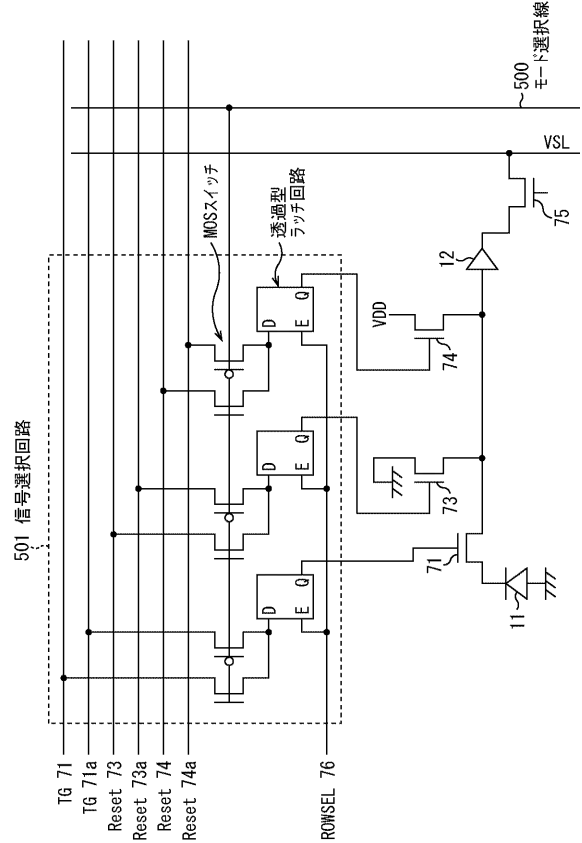 501 信号選択回路
TG 71
TG 71a
Reset 73
Reset 73a
Reset 74
Reset 74a
ROWSEL 76
MOSスイッチ
透過型
ラッチ回路
D
E
Q
D
E
Q
D
E
Q
500
モード選択線
VSL
VDD
11
71
73
74
12
75